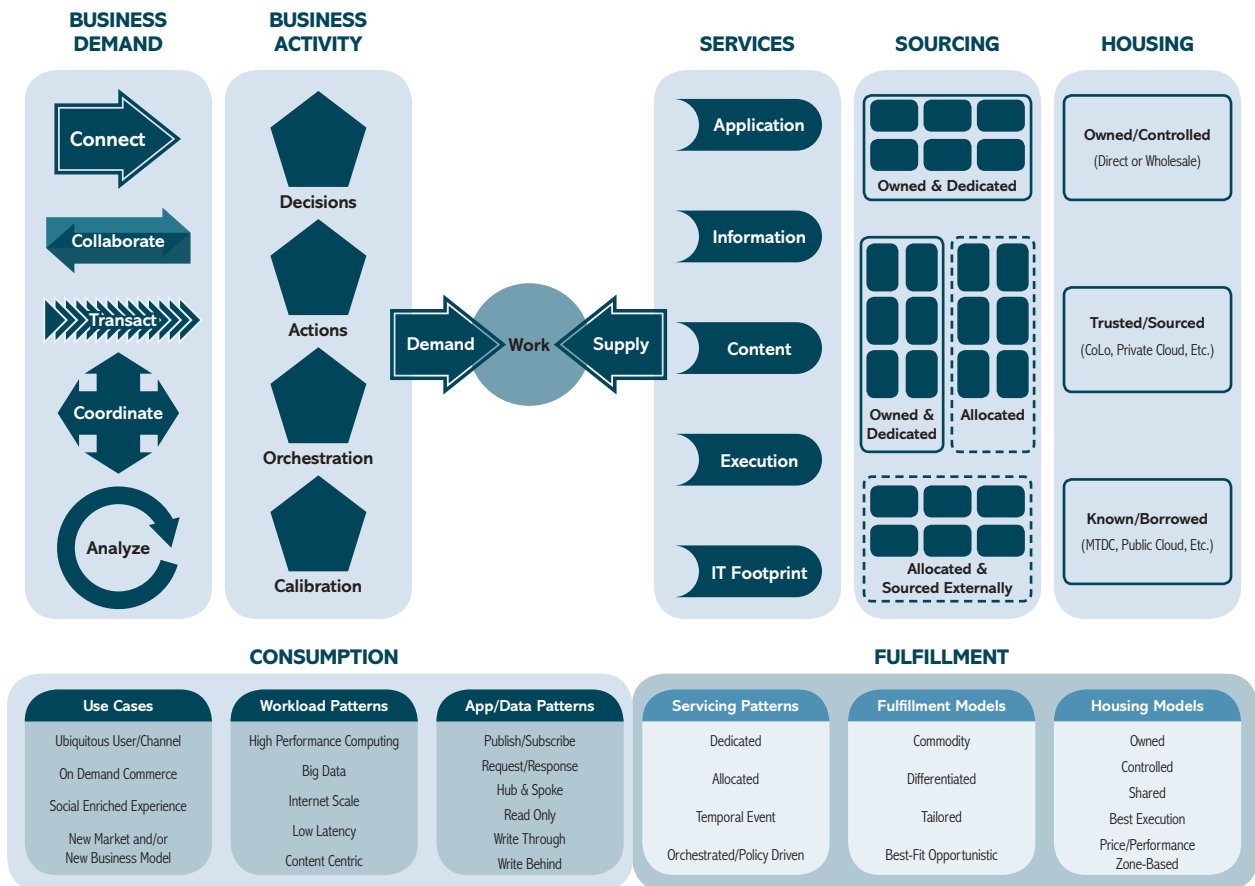 BUSINESS
DEMAND
Connect
Collaborate
Transact
Coordinate
Analyze
BUSINESS
ACTIVITY
Decisions
Actions
Orchestration
Calibration
Demand
Work
Supply
SERVICES
Application
Information
Content
Execution
IT Footprint
SOURCING
Owned & Dedicated
Owned &
Dedicated
Allocated
Allocated &
Sourced Externally
HOUSING
Owned/Controlled
(Direct or Wholesale)
Trusted/Sourced
(CoLo, Private Cloud, Etc.)
Known/Borrowed
(MTDC, Public Cloud, Etc.)
CONSUMPTION
Use Cases
Ubiquitous User/Channel
On Demand Commerce
Social Enriched Experience
New Market and/or
New Business Model
Workload Patterns
High Performance Computing
Big Data
Internet Scale
Low Latency
Content Centric
App/Data Patterns
Publish/Subscribe
Request/Response
Hub & Spoke
Read Only
Write Through
Write Behind
FULFILLMENT
Servicing Patterns
Dedicated
Allocated
Temporal Event
Orchestrated/Policy Driven
Fulfillment Models
Commodity
Differentiated
Tailored
Best-Fit Opportunistic
Housing Models
Owned
Controlled
Shared
Best Execution
Price/Performance
Zone-Based